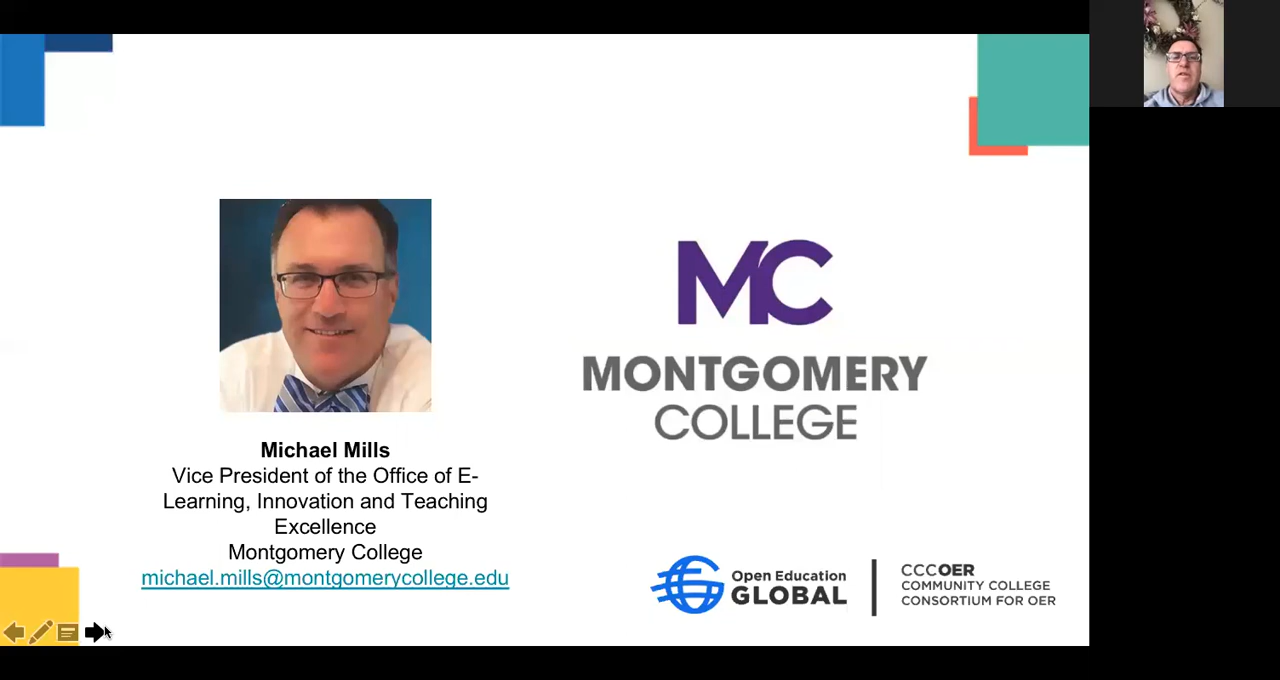 MC
MONTGOMERY
COLLEGE
Michael Mills
Vice President of the Office of E-
Learning, Innovation and Teaching
Excellence
Montgomery College
michael.mills@montgomerycollege.edu
Open Education
GLOBAL
CCCOER
COMMUNITY COLLEGE
CONSORTIUM FOR OER